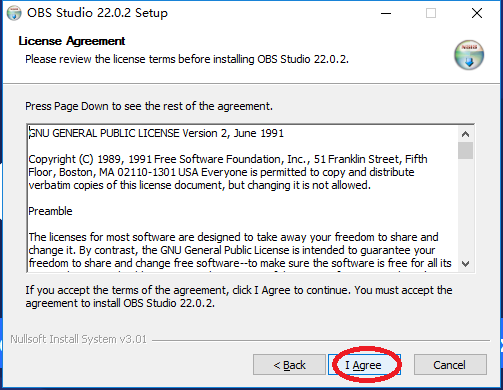 OBS Studio 22.0.2 Setup
License Agreement
Please review the license terms before installing OBS Studio 22.0.2.
Press Page Down to see the rest of the agreement.
GNU GENERAL PUBLIC LICENSE Version 2, June 1991
Copyright (C) 1989, 1991 Free Software Foundation, Inc., 51 Franklin Street, Fifth
Floor, Boston, MA 02110-1301 USA Everyone is permitted to copy and distribute
verbatim copies of this license document, but changing it is not allowed.
Preamble
The licenses for most software are designed to take away your freedom to share and
change it. By contrast, the GNU General Public License is intended to guarantee your
freedom to share and change free software--to make sure the software is free for all its
If you accept the terms of the agreement, click I Agree to continue. You must accept the
agreement to install OBS Studio 22.0.2.
Nullsoft Install System v3.01
< Back
I Agree
Cancel